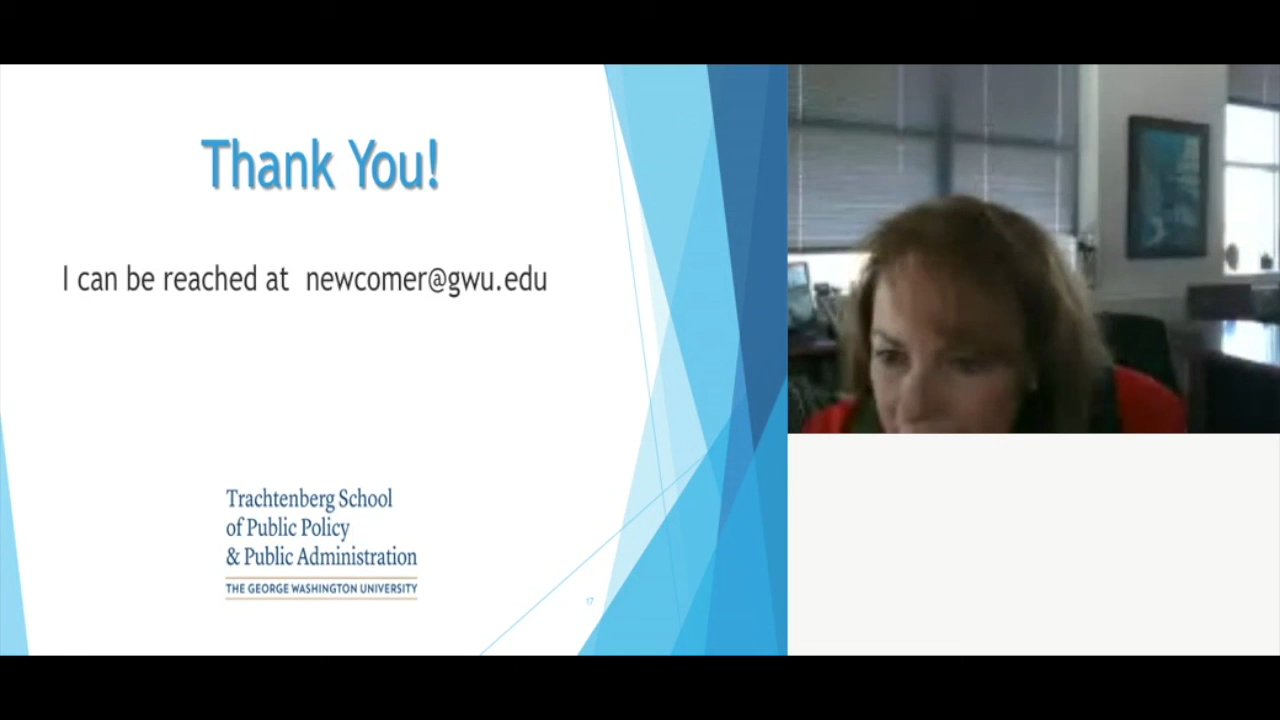 Thank You!
I can be reached at newcomer@gwu.edu
Trachtenberg School
of Public Policy
& Public Administration
THE GEORGE WASHINGTON UNIVERSITY
17